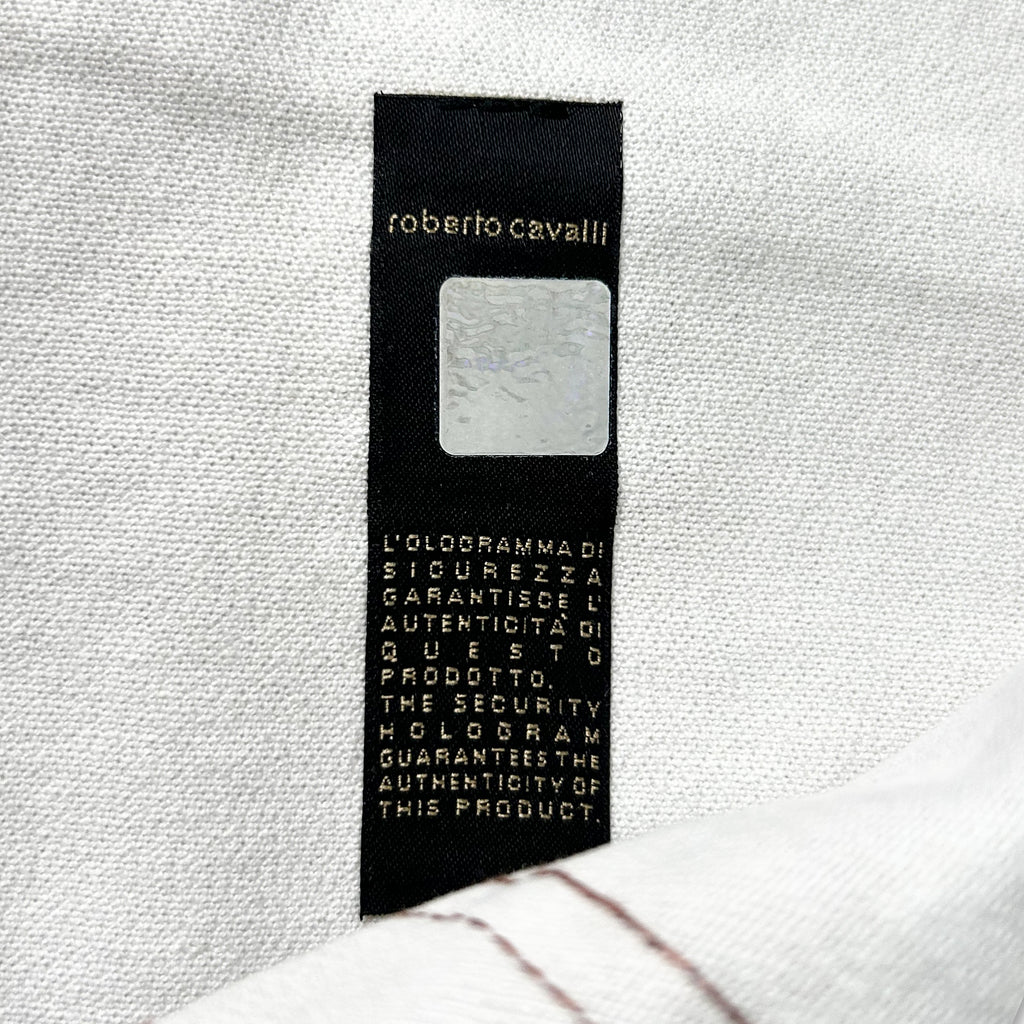 roberto cavalli
L'OLOGRAMMA DI
SICUREZZA
GARANTISCE L'
AUTENTICITÀ DI
QUESTO
PRODOTTO.
THE SECURITY
HOLOGRAM
GUARANTEES THE
AUTHENTICITY OF
THIS PRODUCT.